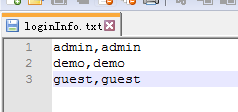 loginInfo.txt
1 admin,admin
2 demo,demo
3 guest,guest